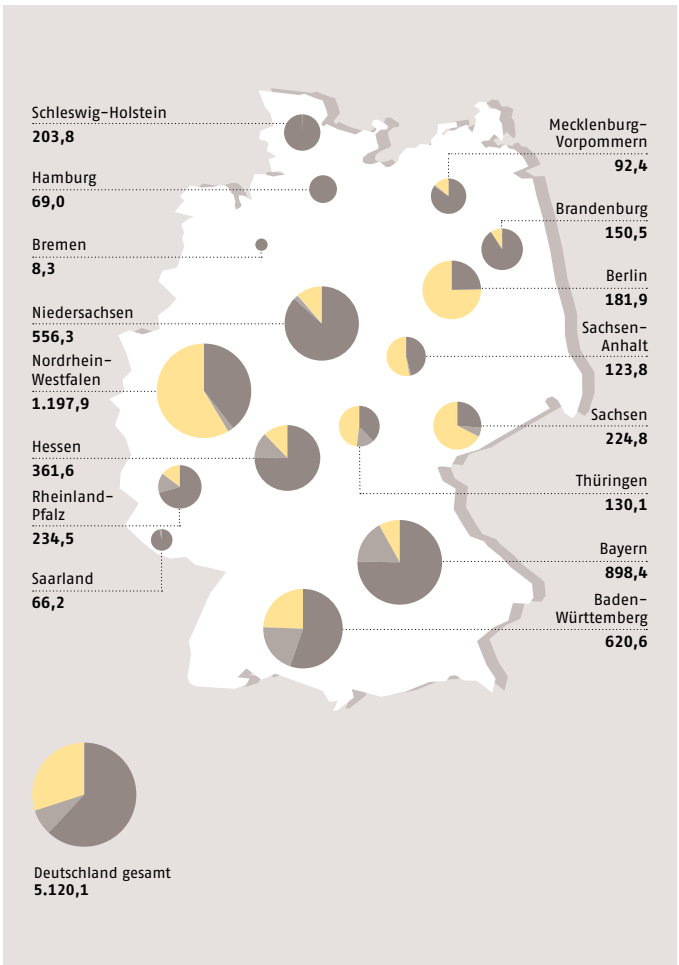 Schleswig-Holstein
203,8
Hamburg
69,0
Bremen
8,3
Niedersachsen
556,3
Nordrhein-
Westfalen
1.197,9
Hessen
361,6
Rheinland-
Pfalz
234,5
Saarland
66,2
Mecklenburg-
Vorpommern
92,4
Brandenburg
150,5
Berlin
181,9
Sachsen-
Anhalt
123,8
Sachsen
224,8
Thüringen
130,1
Bayern
898,4
Baden-
Württemberg
620,6
Deutschland gesamt
5.120,1